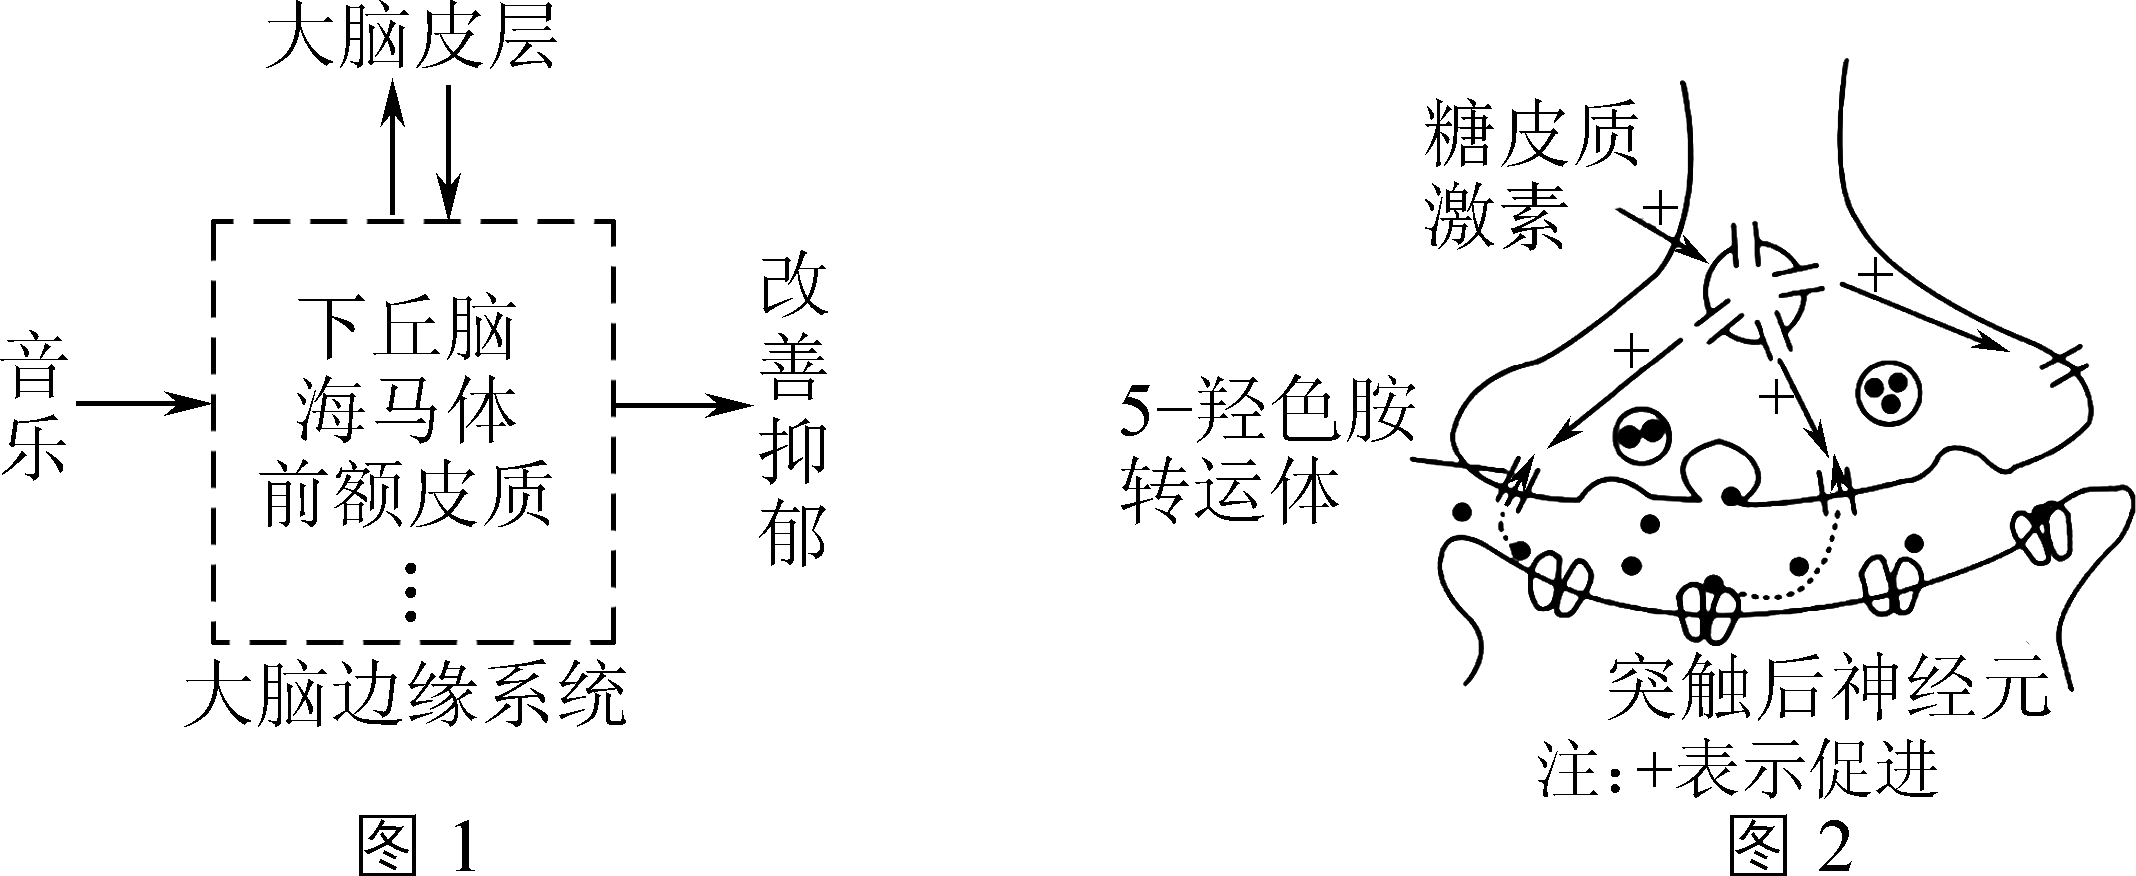 大脑皮层
音乐
下丘脑
海马体
前额皮质
⋮
改善抑郁
大脑边缘系统
图1
糖皮质
激素
+
+
+
+
5-羟色胺
转运体
突触后神经元
注:+表示促进
图2